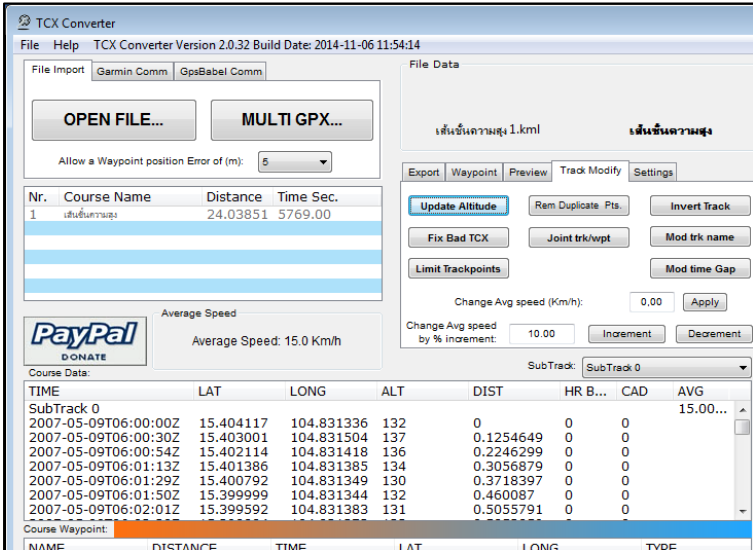 TCX Converter
File Help TCX Converter Version 2.0.32 Build Date: 2014-11-06 11:54:14
File Import Garmin Comm GpsBabel Comm
File Data
OPEN FILE... MULTI GPX...
เส้นชั้นความสูง 1.kml เส้นชั้นความสูง
Allow a Waypoint position Error of (m): 5
Export Waypoint Preview Track Modify Settings
Nr. Course Name Distance Time Sec.
1 เส้นชั้นความสูง 24.03851 5769.00
Update Altitude Rem Duplicate Pts. Invert Track
Fix Bad TCX Joint trk/wpt Mod trk name
Limit Trackpoints Mod time Gap
Change Avg speed (Km/h): 0,00 Apply
Change Avg speed
by % increment: 10.00 Increment Decrement
PayPal
DONATE
Average Speed
Average Speed: 15.0 Km/h
SubTrack: SubTrack 0
Course Data:
TIME LAT LONG ALT DIST HR B... CAD AVG
SubTrack 0 15.00...
2007-05-09T06:00:00Z 15.404117 104.831336 132 0 0 0
2007-05-09T06:00:30Z 15.403001 104.831504 137 0.1254649 0 0
2007-05-09T06:00:54Z 15.402114 104.831418 136 0.2246299 0 0
2007-05-09T06:01:13Z 15.401386 104.831385 134 0.3056879 0 0
2007-05-09T06:01:29Z 15.400792 104.831349 130 0.3718397 0 0
2007-05-09T06:01:50Z 15.399999 104.831344 132 0.460087 0 0
2007-05-09T06:02:01Z 15.399592 104.831383 131 0.5055791 0 0
Course Waypoint:
NAME DISTANCE TIME LAT LONG TYPE